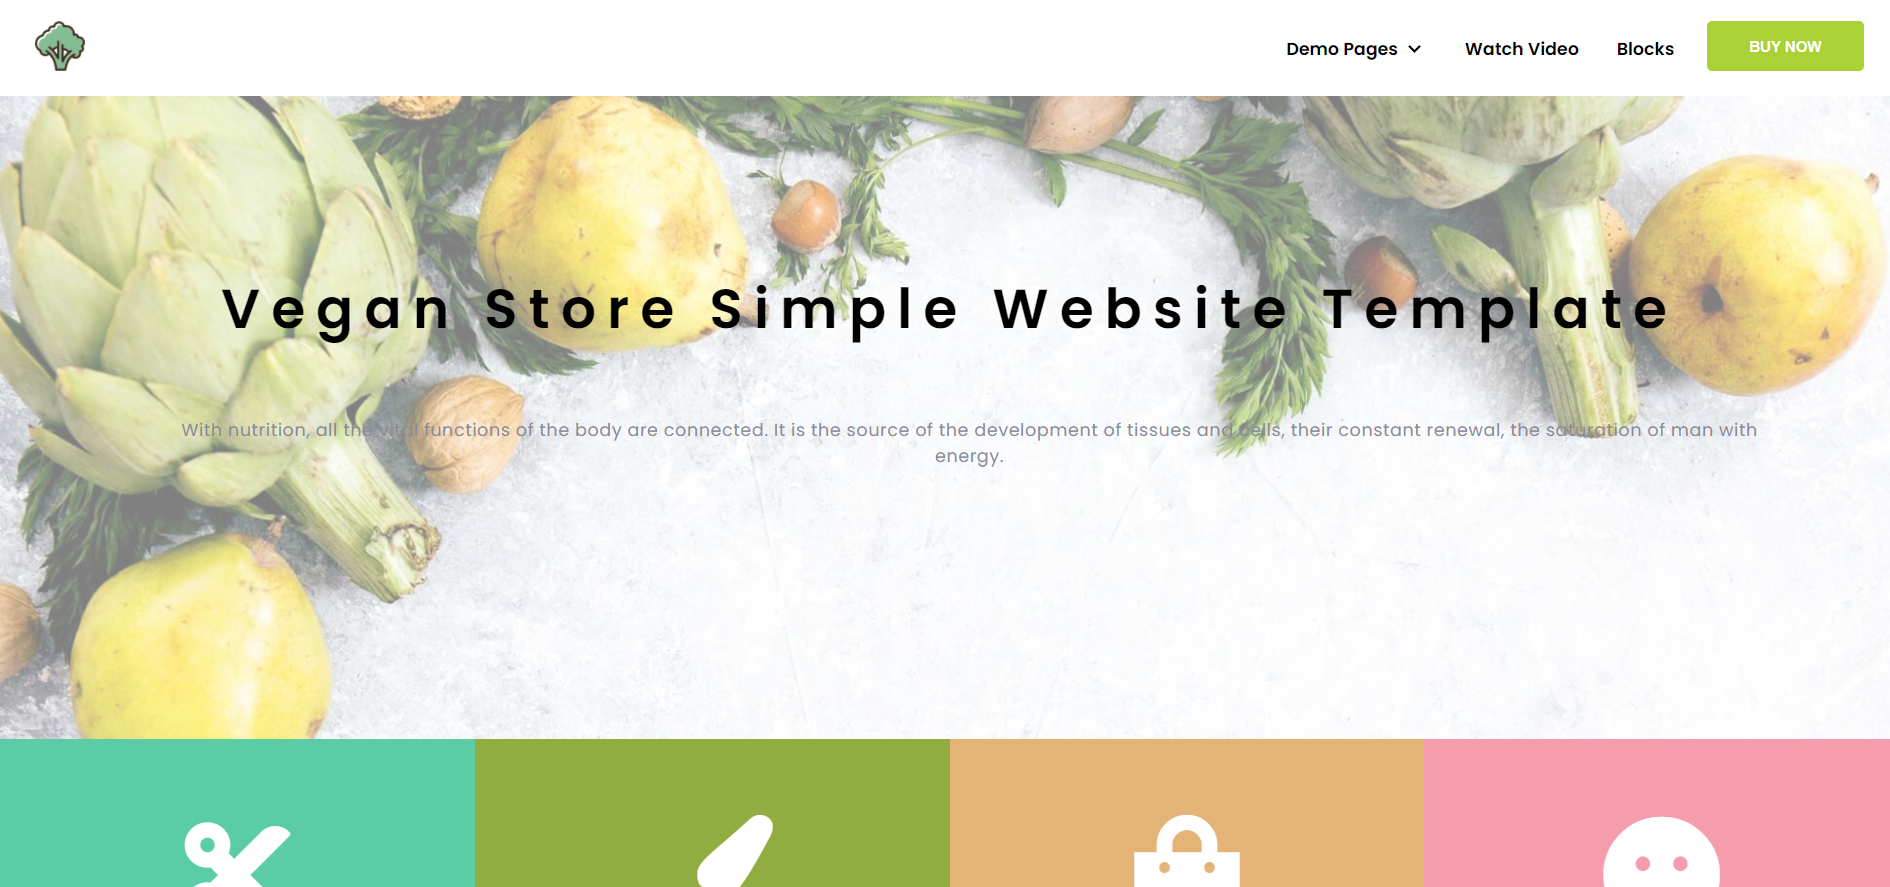 Demo Pages
Watch Video
Blocks
BUY NOW
Vegan Store Simple Website Template
With nutrition, all the vital functions of the body are connected. It is the source of the development of tissues and cells, their constant renewal, the saturation of man with
energy.